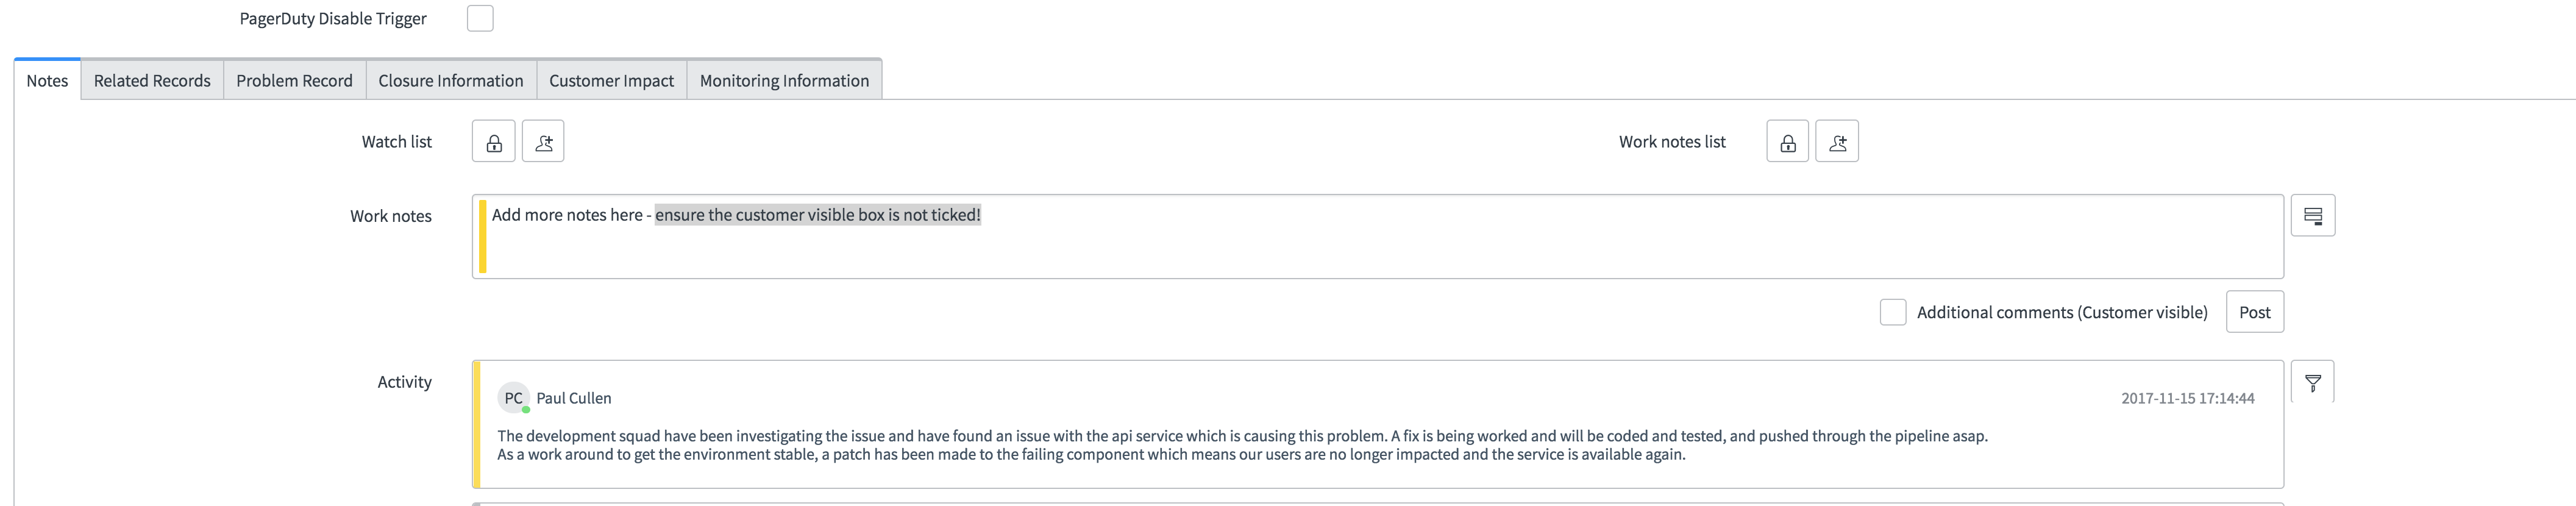 PagerDuty Disable Trigger
Notes Related Records Problem Record Closure Information Customer Impact Monitoring Information
Watch list Work notes list
Work notes Add more notes here - ensure the customer visible box is not ticked!
Additional comments (Customer visible) Post
Activity
PC Paul Cullen 2017-11-15 17:14:44
The development squad have been investigating the issue and have found an issue with the api service which is causing this problem. A fix is being worked and will be coded and tested, and pushed through the pipeline asap.
As a work around to get the environment stable, a patch has been made to the failing component which means our users are no longer impacted and the service is available again.